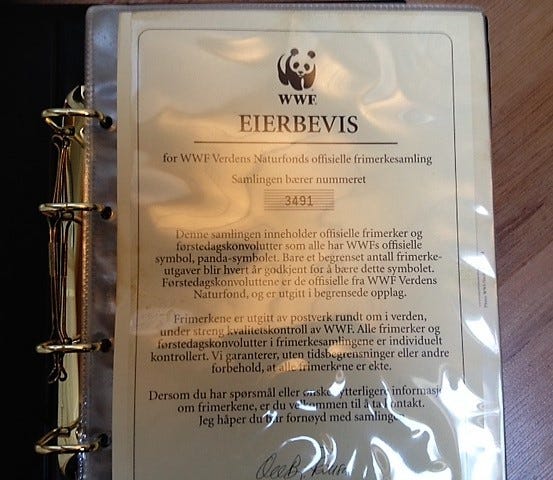 WWF
EIERBEVIS
for WWF Verdens Naturfonds offisielle frimerkesamling
Samlingen bærer nummeret
3491
Denne samlingen inneholder offisielle frimerker og
førstedagskonvolutter som alle har WWFs offisielle
symbol, panda-symbolet. Bare et begrenset antall frimerke-
utgaver blir hvert år godkjent for å bære dette symbolet.
Førstedagskonvoluttene er de offisielle fra WWF Verdens
Naturfond, og er utgitt i begrensede opplag.
Frimerkene er utgitt av postverk rundt om i verden,
under streng kvalitetskontroll av WWF. Alle frimerker og
førstedagskonvolutter i frimerkesamlingene er individuelt
kontrollert. Vi garanterer, uten tidsbegrensninger eller andre
forbehold, at alle frimerkene er ekte.
Dersom du har spørsmål eller ønsker ytterligere informasjon
om frimerkene, er du velkommen til å ta kontakt.
Jeg håper du har fornøyd med samlingen